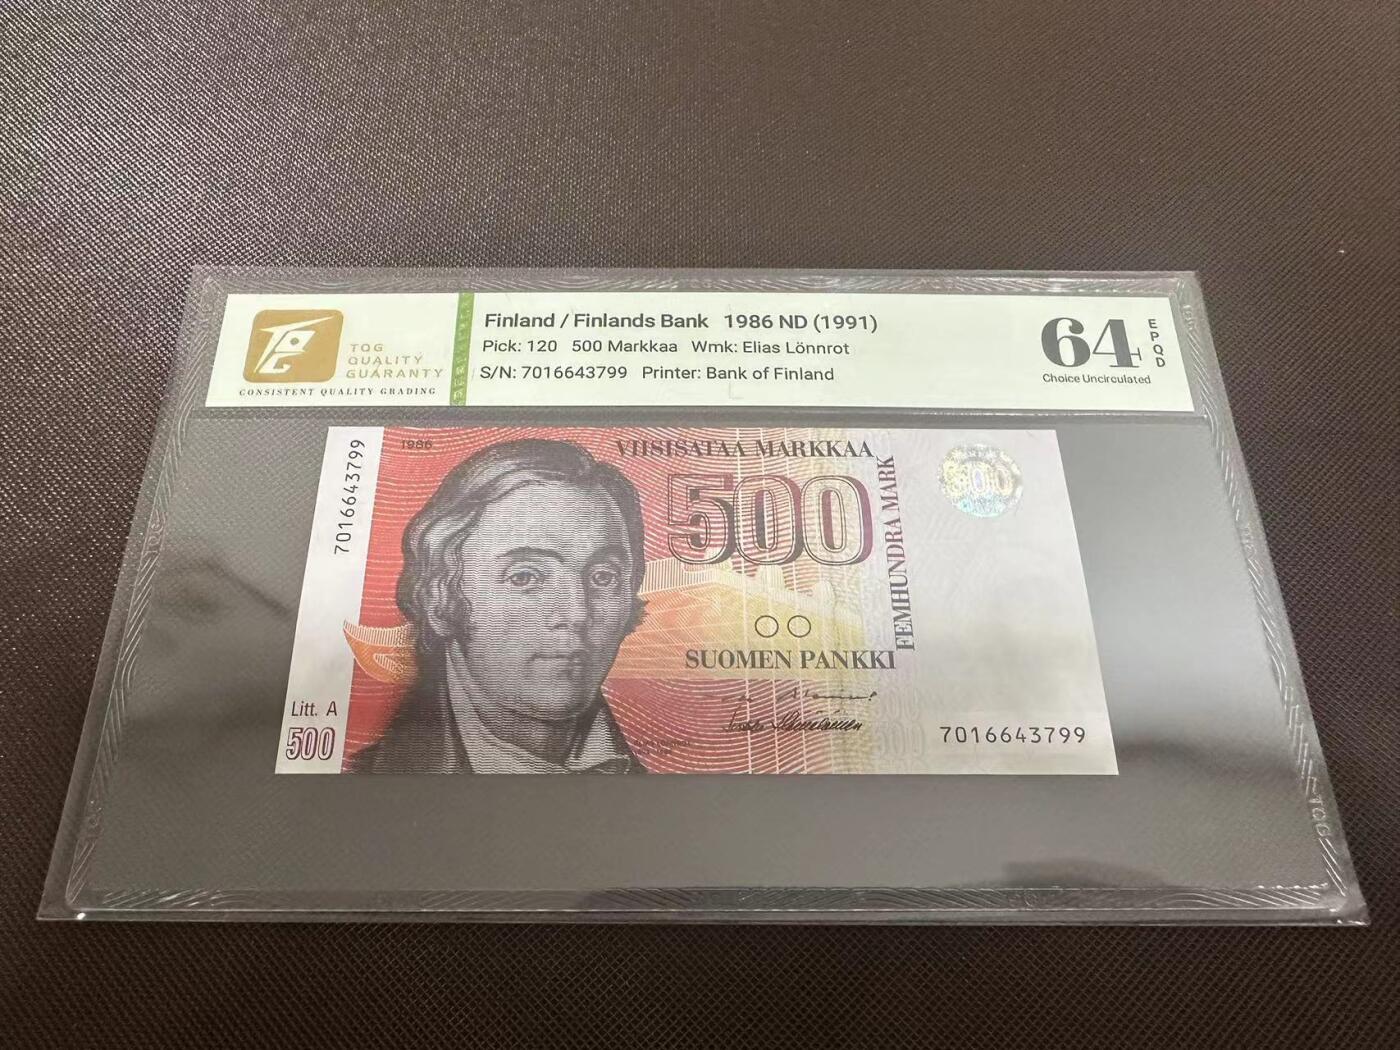 TQG
QUALITY
GUARANTY
CONSISTENT QUALITY GRADING
Finland / Finlands Bank 1986 ND (1991)
Pick: 120 500 Markkaa Wmk: Elias Lönnrot
S/N: 7016643799 Printer: Bank of Finland
64
EPQD
Choice Uncirculated
7016643799
1986
VIISISATAA MARKKAA
500
FEMHUNDRA MARK
500
SUOMEN PANKKI
Litt. A
500
7016643799